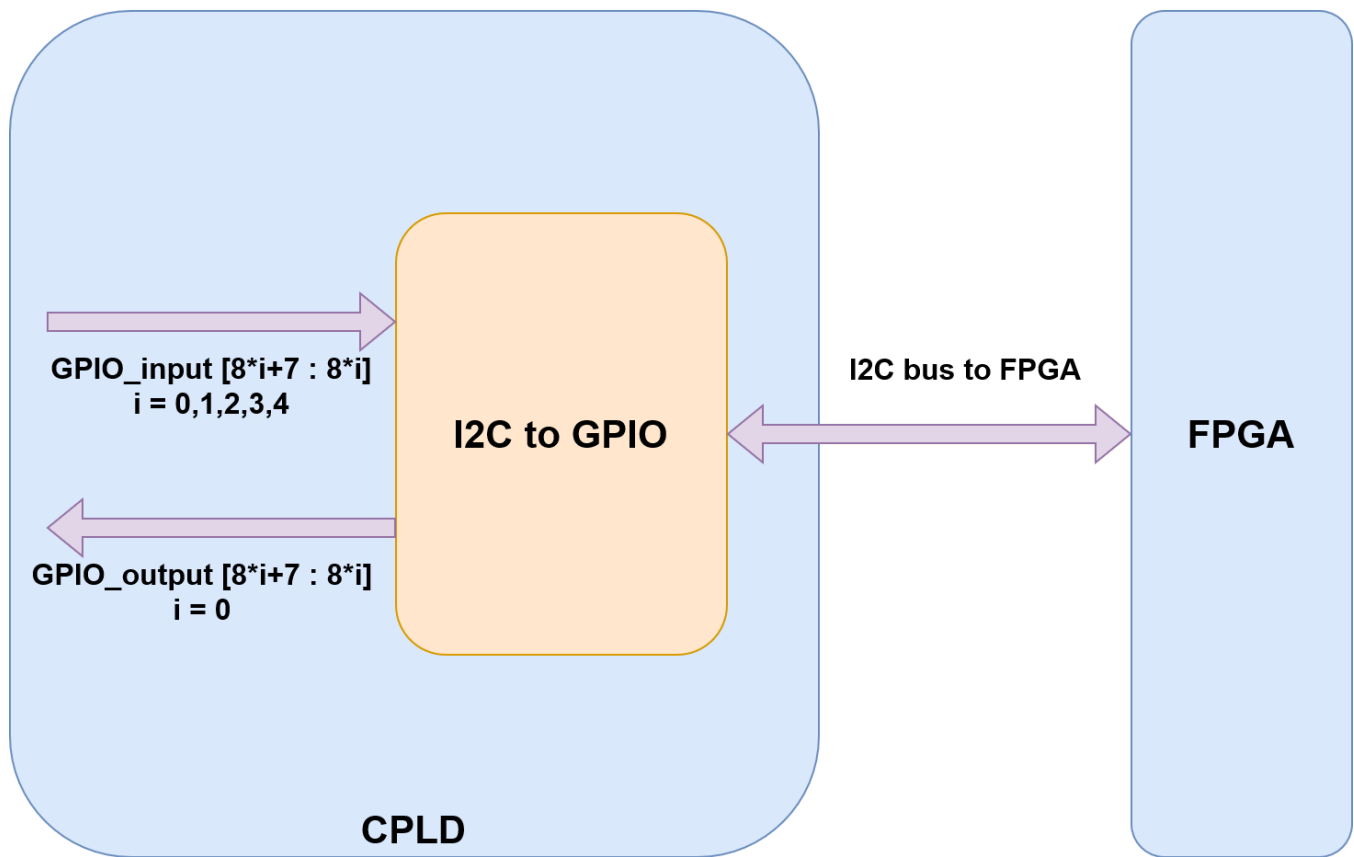 GPIO_input [8*i+7 : 8*i]
i = 0,1,2,3,4
GPIO_output [8*i+7 : 8*i]
i = 0
I2C to GPIO
I2C bus to FPGA
FPGA
CPLD